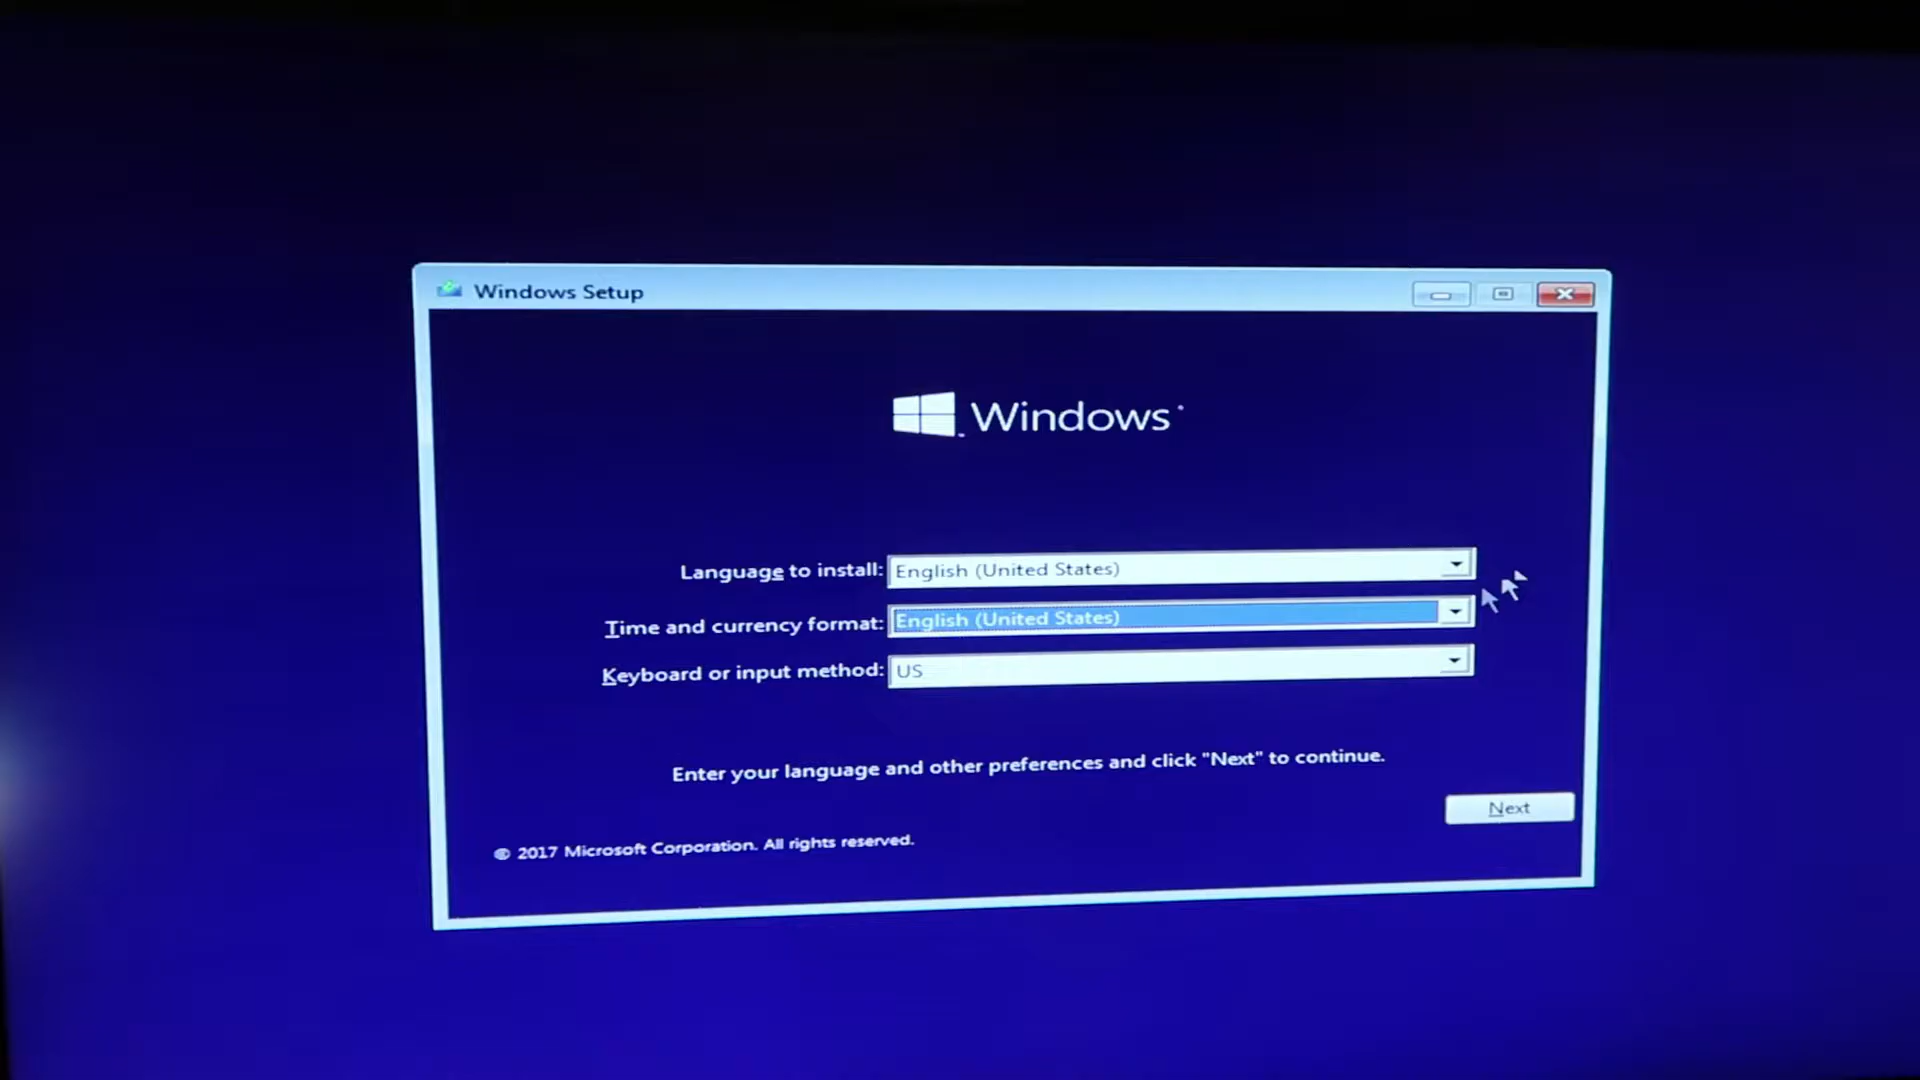 Windows Setup
Windows
Language to install: English (United States)
Time and currency format: English (United States)
Keyboard or input method: US
Enter your language and other preferences and click "Next" to continue.
Next
© 2017 Microsoft Corporation. All rights reserved.